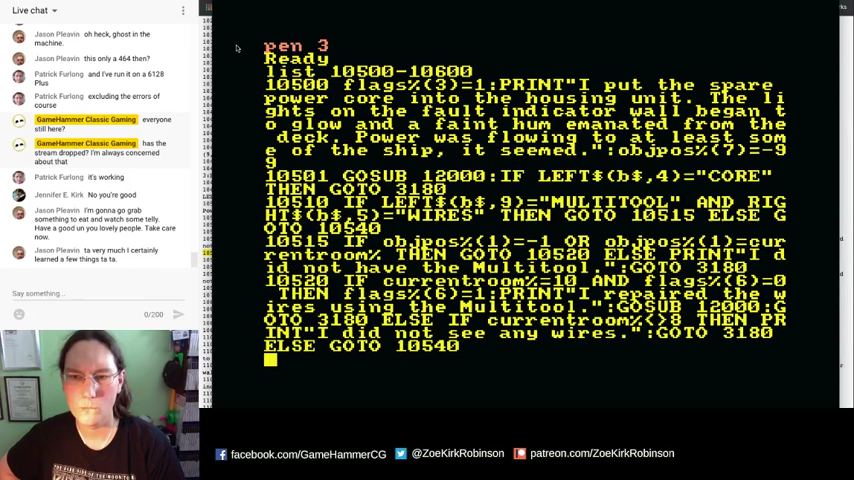 Live chat
oh heck, ghost in the
machine.
Jason Pleavin this only a 464 then?
Patrick Furlong and I've run it on a 6128
Plus
Patrick Furlong excluding the errors of
course
GameHammer Classic Gaming everyone
still here?
GameHammer Classic Gaming has the
stream dropped? I'm always concerned
about that
Patrick Furlong it's working
Jennifer E. Kirk No you're good
Jason Pleavin I'm gonna go grab
something to eat and watch some telly.
Have a good un you lovely people. Take care
now.
Jason Pleavin ta very much I certainly
learned a few things ta ta.
Say something...
0/200
pen 3
Ready
list 10500-10600
10500 flags%(3)=1:PRINT"I put the spare
power core into the housing unit. The li
ghts on the fault indicator wall began t
o glow and a faint hum emanated from the
deck. Power was flowing to at least som
e of the ship, it seemed.":objpos%(7)=-9
9
10501 GOSUB 12000:IF LEFT$(b$,4)="CORE"
THEN GOTO 3180
10510 IF LEFT$(b$,9)="MULTITOOL" AND RIG
HT$(b$,5)="WIRES" THEN GOTO 10515 ELSE G
OTO 10540
10515 IF objpos%(1)=-1 OR objpos%(1)=cur
rentroom% THEN GOTO 10520 ELSE PRINT"I d
id not have the Multitool.":GOTO 3180
10520 IF currentroom%=10 AND flags%(6)=0
THEN flags%(6)=1:PRINT"I repaired the w
ires using the Multitool.":GOSUB 12000:G
OTO 3180 ELSE IF currentroom%<>8 THEN PR
INT"I did not see any wires.":GOTO 3180
ELSE GOTO 10540
facebook.com/GameHammerCG
@ZoeKirkRobinson
patreon.com/ZoeKirkRobinson